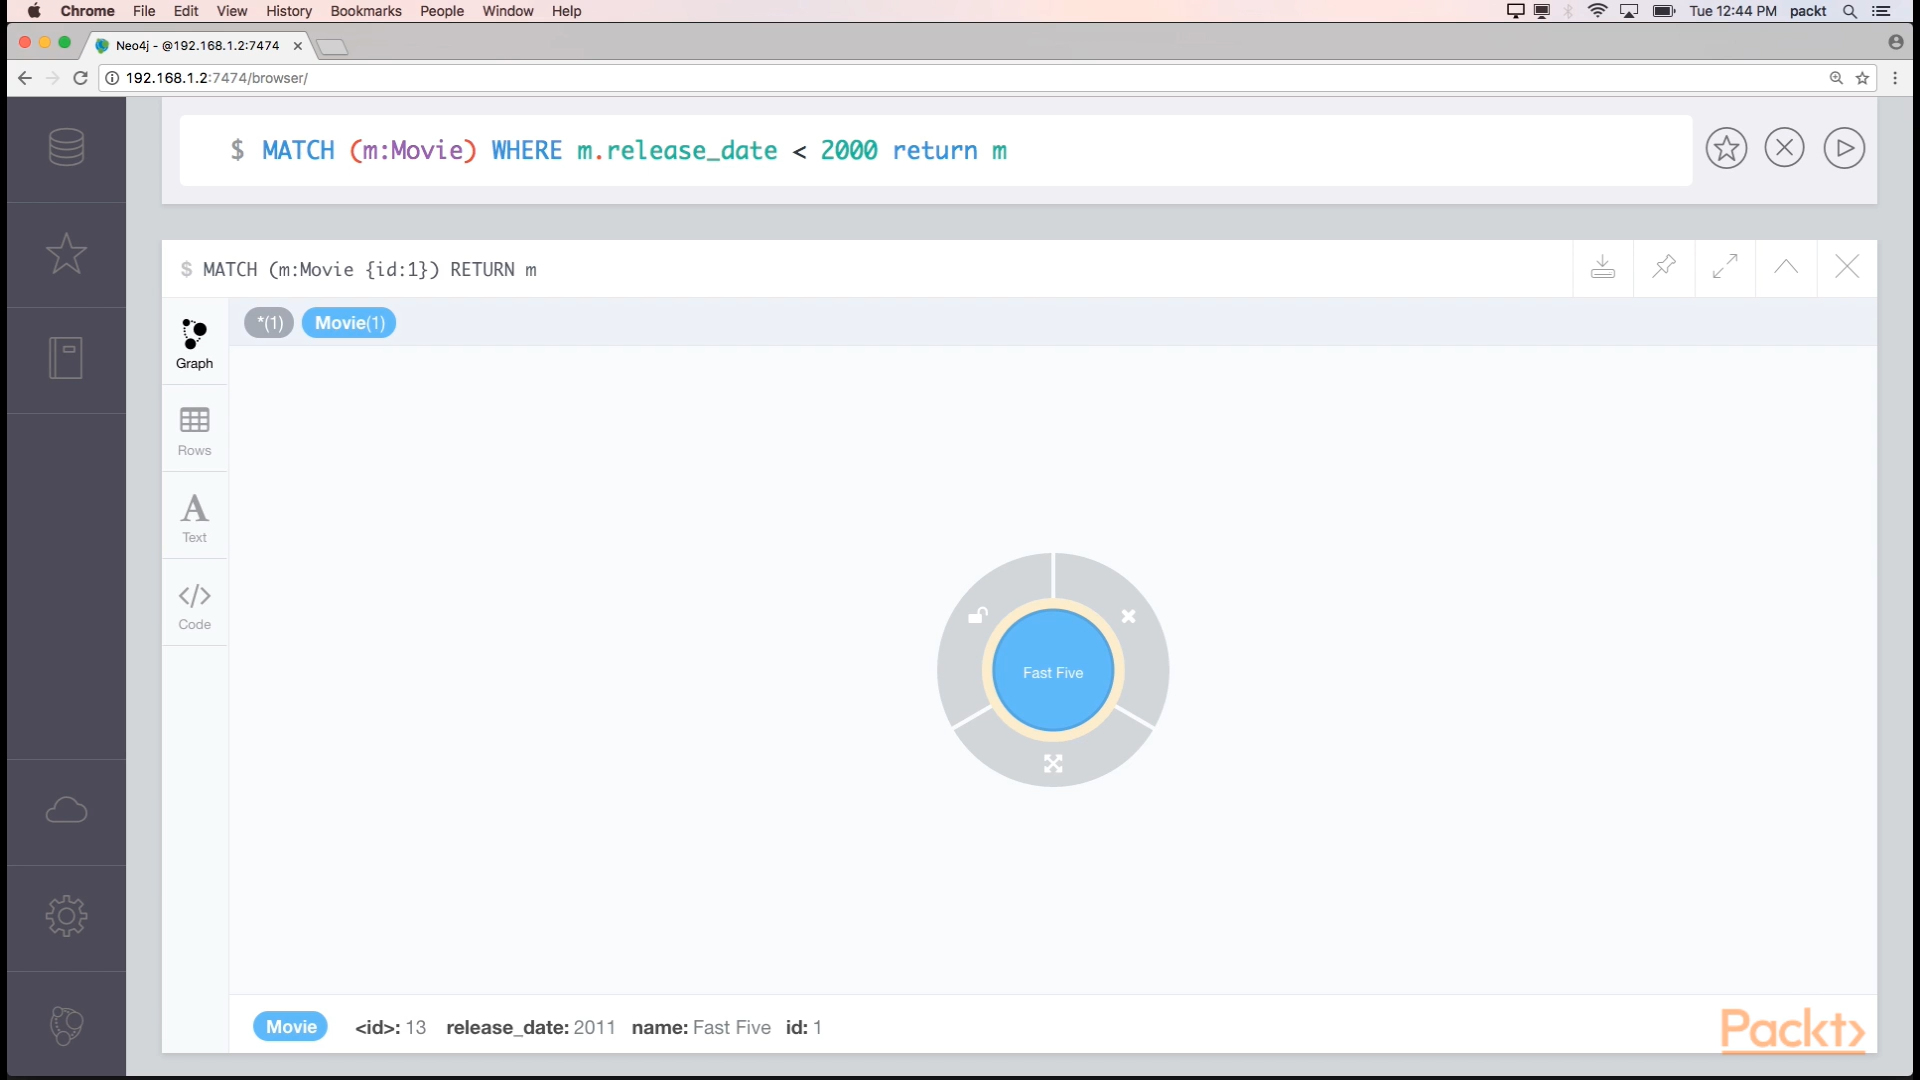 Chrome File Edit View History Bookmarks People Window Help Tue 12:44 PM packt
Neo4j - @192.168.1.2:7474
192.168.1.2:7474/browser/
$ MATCH (m:Movie) WHERE m.release_date < 2000 return m
$ MATCH (m:Movie {id:1}) RETURN m
*(1) Movie(1)
Graph
Rows
A
Text
</>
Code
Fast Five
Movie <id>: 13 release_date: 2011 name: Fast Five id: 1
Packt>